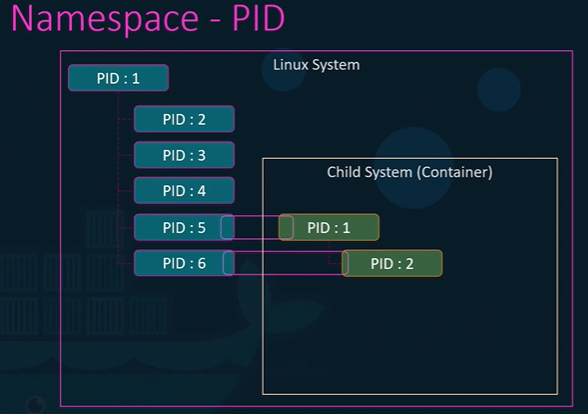 Namespace - PID
Linux System
PID : 1
PID : 2
PID : 3
PID : 4
Child System (Container)
PID : 5
PID : 1
PID : 6
PID : 2